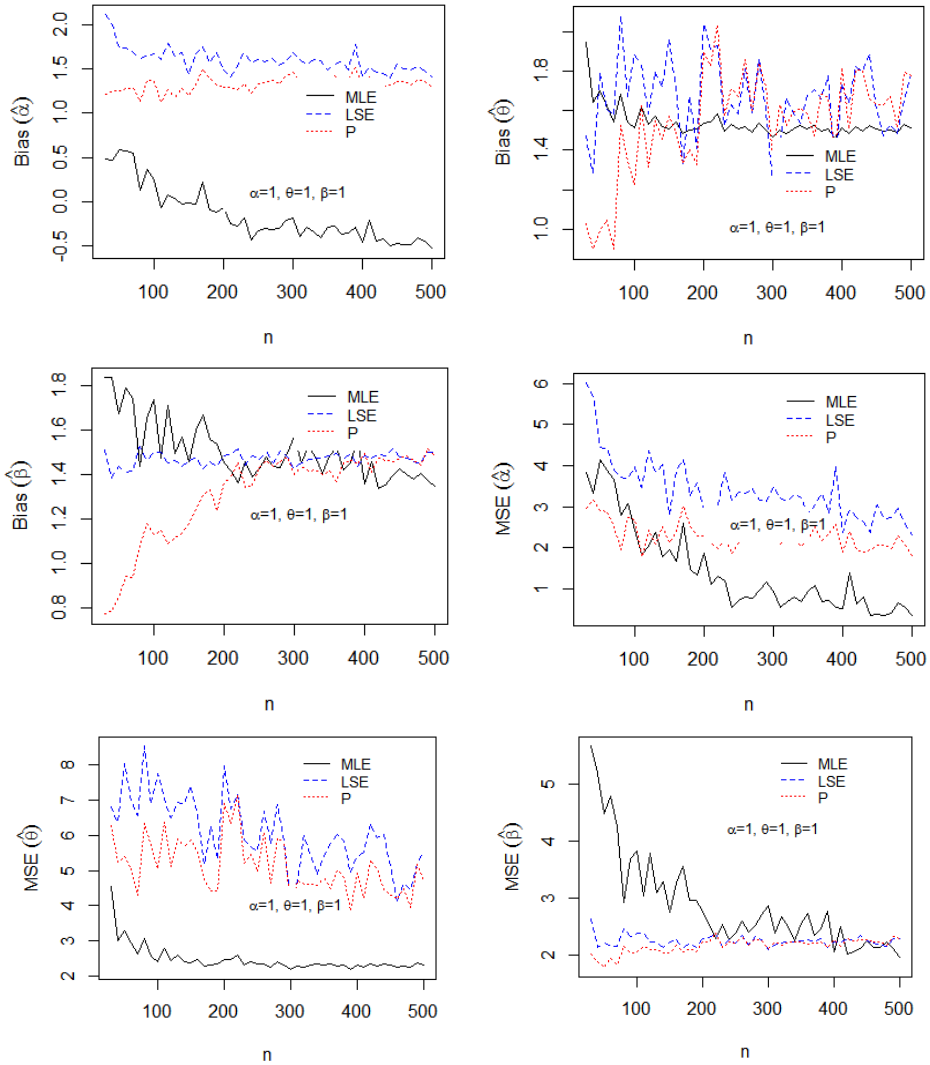 Bias (α̂)
2.0
1.5
1.0
0.5
0.0
-0.5
MLE
LSE
P
α=1, θ=1, β=1
100 200 300 400 500
n
Bias (θ̂)
1.8
1.4
1.0
MLE
LSE
P
α=1, θ=1, β=1
100 200 300 400 500
n
Bias (β̂)
1.8
1.6
1.4
1.2
1.0
0.8
MLE
LSE
P
α=1, θ=1, β=1
100 200 300 400 500
n
MSE (α̂)
6
5
4
3
2
1
MLE
LSE
P
α=1, θ=1, β=1
100 200 300 400 500
n
MSE (θ̂)
8
7
6
5
4
3
2
MLE
LSE
P
α=1, θ=1, β=1
100 200 300 400 500
n
MSE (β̂)
5
4
3
2
MLE
LSE
P
α=1, θ=1, β=1
100 200 300 400 500
n